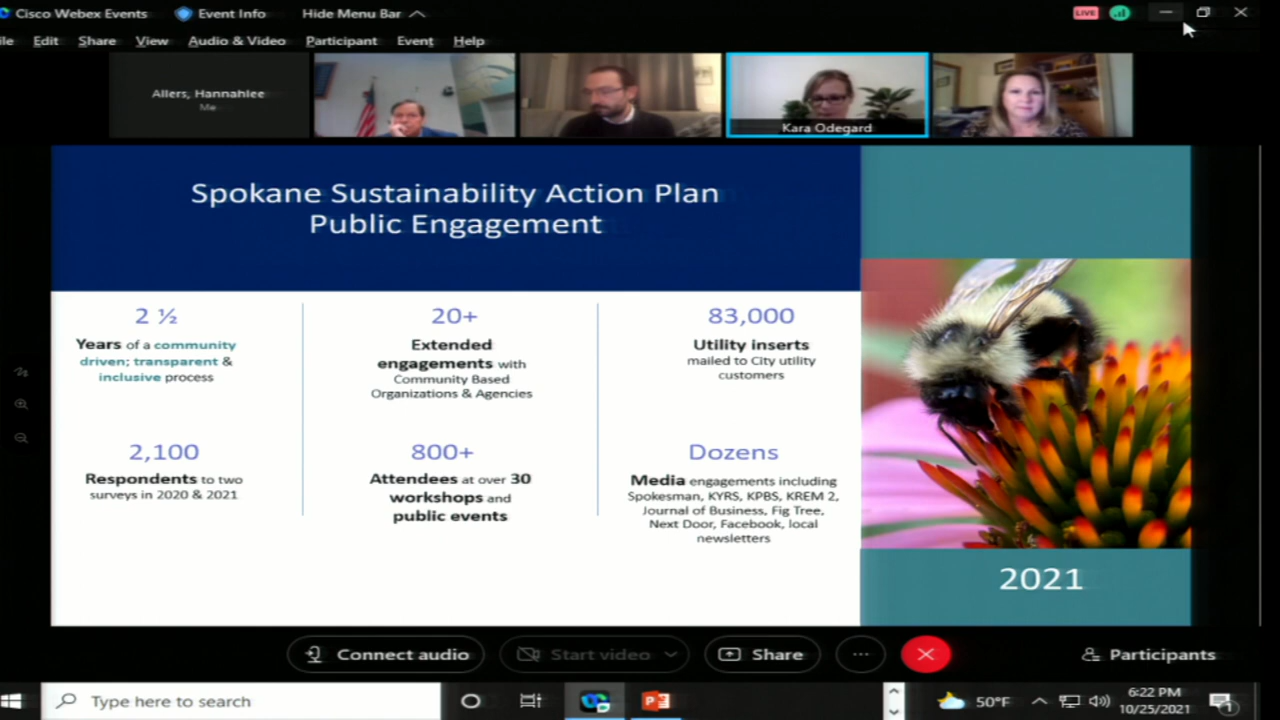 Cisco Webex Events
Event Info
Hide Menu Bar
LIVE
ile Edit Share View Audio & Video Participant Event Help
Allers, Hannahlee
Me
Kara Odegard
Spokane Sustainability Action Plan
Public Engagement
2 ½
Years of a community
driven; transparent &
inclusive process
20+
Extended
engagements with
Community Based
Organizations & Agencies
83,000
Utility inserts
mailed to City utility
customers
2,100
Respondents to two
surveys in 2020 & 2021
800+
Attendees at over 30
workshops and
public events
Dozens
Media engagements including
Spokesman, KYRS, KPBS, KREM 2,
Journal of Business, Fig Tree,
Next Door, Facebook, local
newsletters
2021
Connect audio
Start video
Share
Participants
Type here to search
50°F
6:22 PM
10/25/2021
1